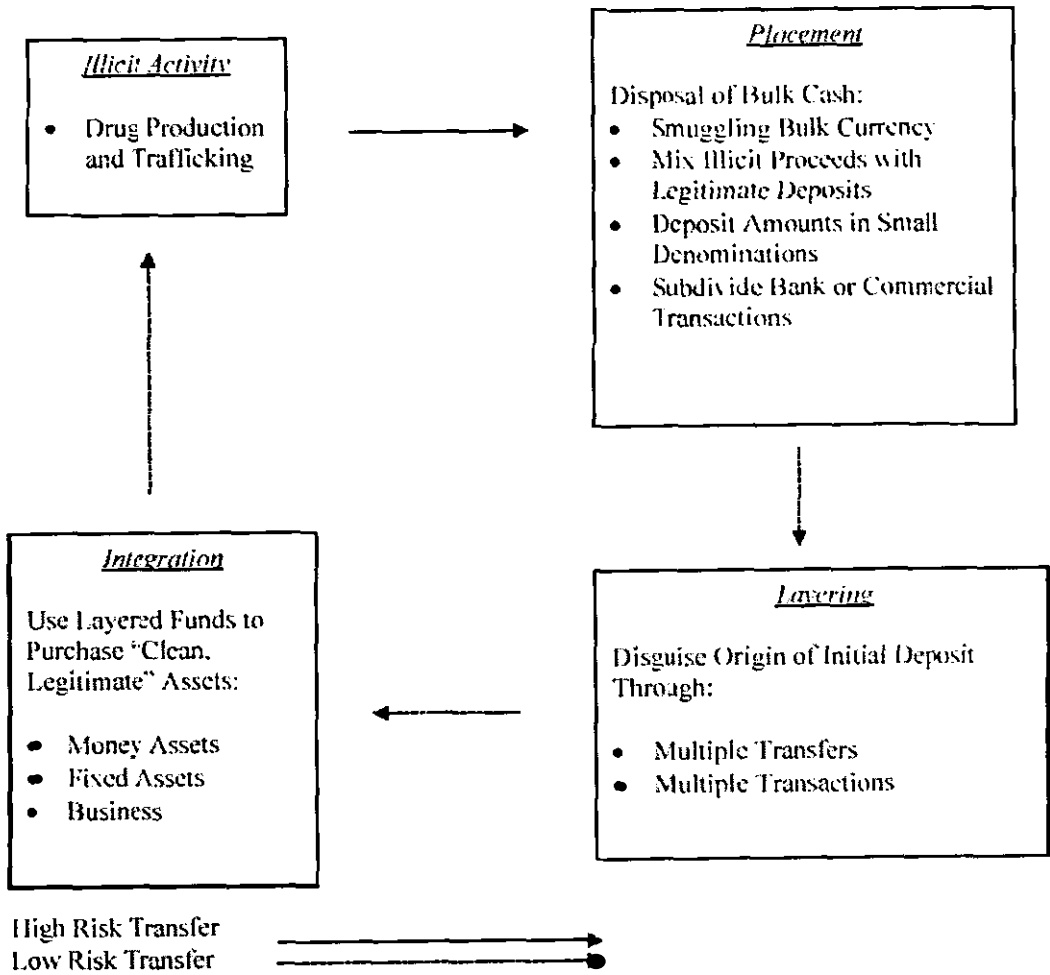 Illicit Activity
• Drug Production
and Trafficking
Placement
Disposal of Bulk Cash:
• Smuggling Bulk Currency
• Mix Illicit Proceeds with
Legitimate Deposits
• Deposit Amounts in Small
Denominations
• Subdivide Bank or Commercial
Transactions
Integration
Use Layered Funds to
Purchase "Clean,
Legitimate" Assets:
• Money Assets
• Fixed Assets
• Business
Layering
Disguise Origin of Initial Deposit
Through:
• Multiple Transfers
• Multiple Transactions
High Risk Transfer
Low Risk Transfer